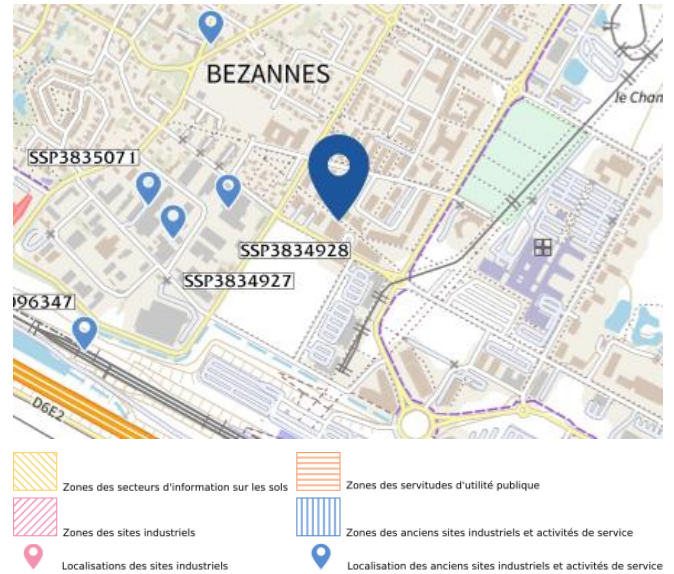 BEZANNES
le Chan
SSP3835071
SSP3834928
SSP3834927
096347
D6E2
Zones des secteurs d'information sur les sols
Zones des servitudes d'utilité publique
Zones des sites industriels
Zones des anciens sites industriels et activités de service
Localisations des sites industriels
Localisation des anciens sites industriels et activités de service